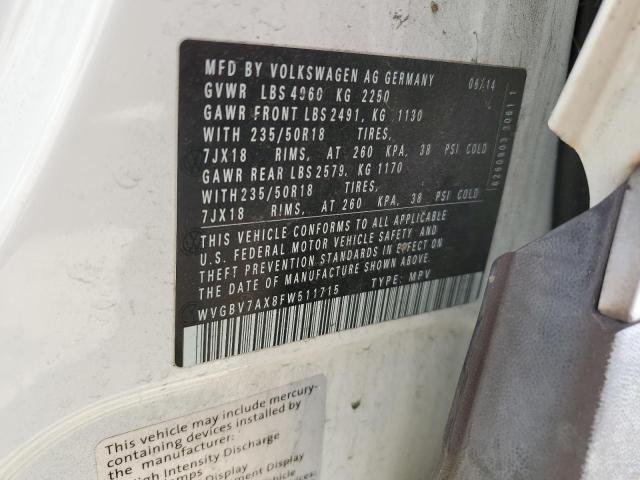 MFD BY VOLKSWAGEN AG GERMANY 06/14
GVWR LBS 4960 KG 2250
GAWR FRONT LBS 2491, KG 1130
WITH 235/50R18 TIRES,
7JX18 RIMS, AT 260 KPA, 38 PSI COLD
GAWR REAR LBS 2579, KG 1170
WITH 235/50R18 TIRES,
7JX18 RIMS, AT 260 KPA, 38 PSI COLD
THIS VEHICLE CONFORMS TO ALL APPLICABLE
U.S. FEDERAL MOTOR VEHICLE SAFETY AND
THEFT PREVENTION STANDARDS IN EFFECT ON
THE DATE OF MANUFACTURE SHOWN ABOVE.
WVGBV7AX8FW511715 TYPE: MPV
This vehicle may include mercury-
containing devices installed by
the manufacturer:
High Intensity Discharge
Display
Display